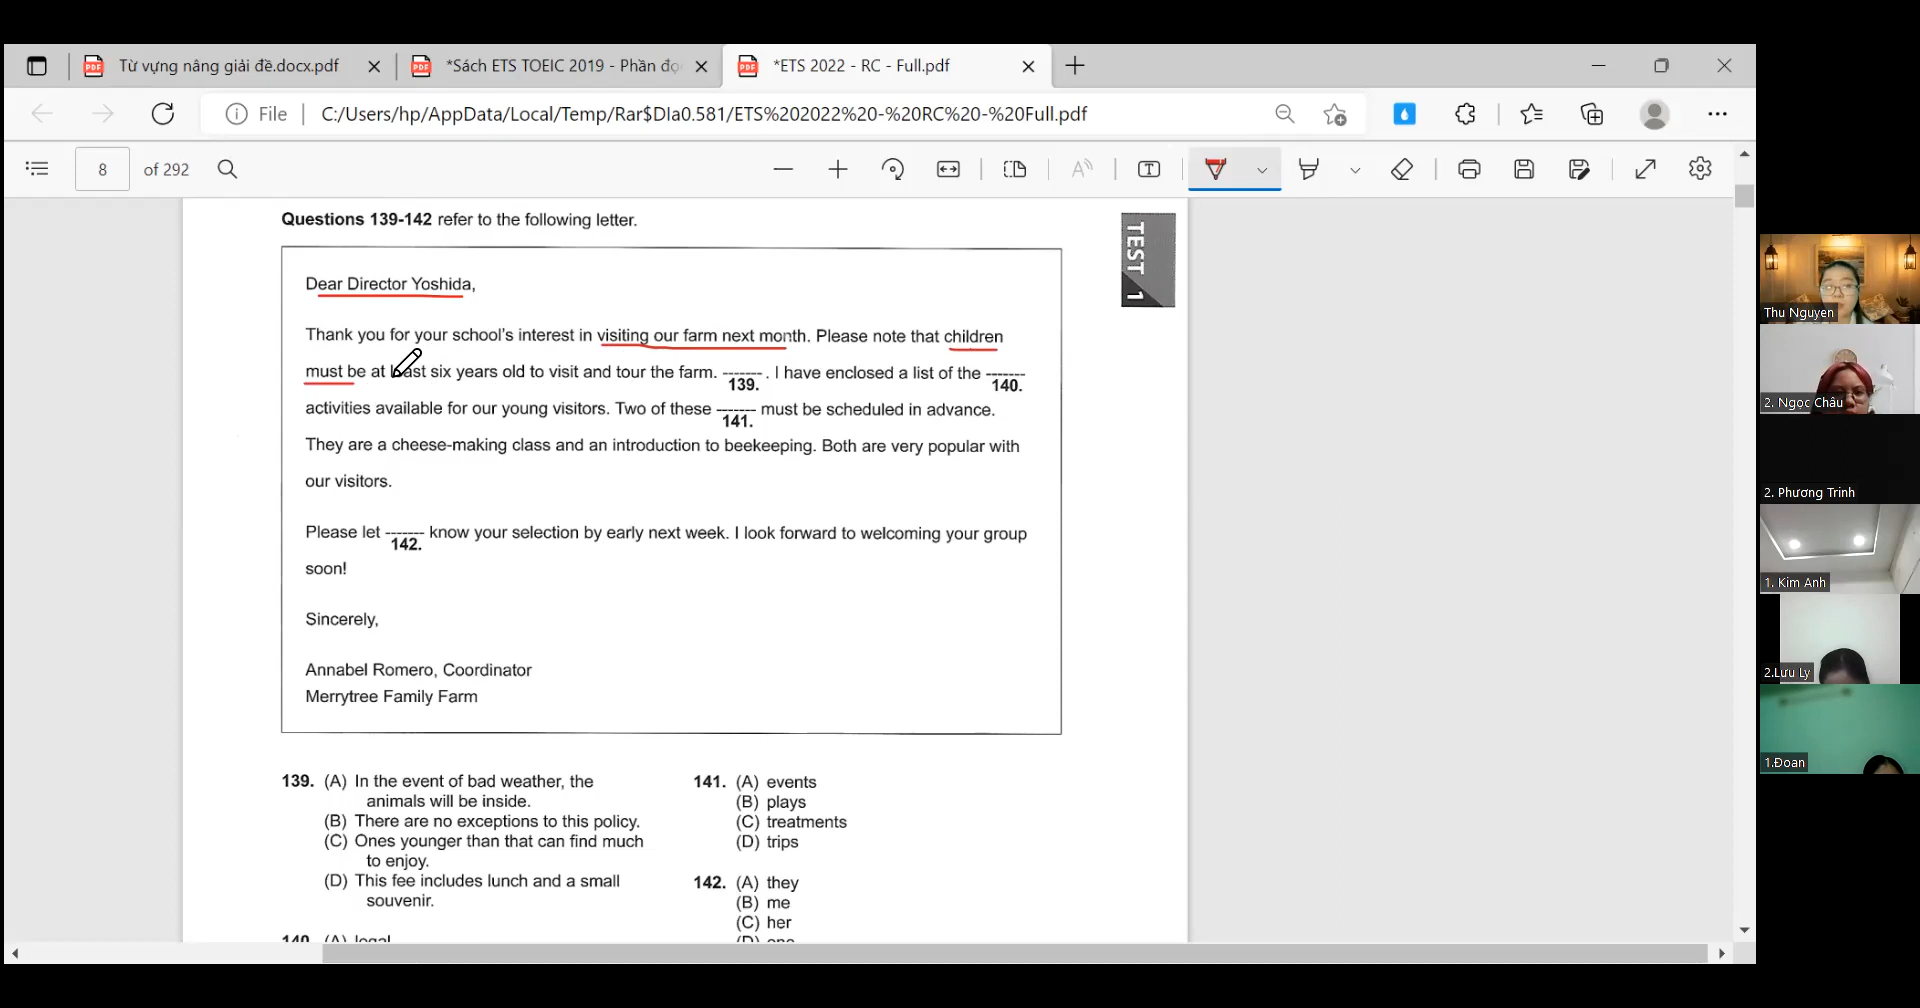 Từ vựng nâng giải đề.docx.pdf
*Sách ETS TOEIC 2019 - Phần đọ
*ETS 2022 - RC - Full.pdf
File
C:/Users/hp/AppData/Local/Temp/Rar$DIa0.581/ETS%202022%20-%20RC%20-%20Full.pdf
8 of 292
Questions 139-142 refer to the following letter.
TEST 1
Dear Director Yoshida,
Thank you for your school's interest in visiting our farm next month. Please note that children
must be at least six years old to visit and tour the farm. ------- . I have enclosed a list of the -------
139. 140.
activities available for our young visitors. Two of these ------- must be scheduled in advance.
141.
They are a cheese-making class and an introduction to beekeeping. Both are very popular with
our visitors.
Please let ------- know your selection by early next week. I look forward to welcoming your group
142.
soon!
Sincerely,
Annabel Romero, Coordinator
Merrytree Family Farm
139. (A) In the event of bad weather, the
animals will be inside.
(B) There are no exceptions to this policy.
(C) Ones younger than that can find much
to enjoy.
(D) This fee includes lunch and a small
souvenir.
140. (A) legal
141. (A) events
(B) plays
(C) treatments
(D) trips
142. (A) they
(B) me
(C) her
(D) one
Thu Nguyen
2. Ngọc Châu
2. Phương Trinh
1. Kim Anh
2.Lưu Ly
1.Đoan